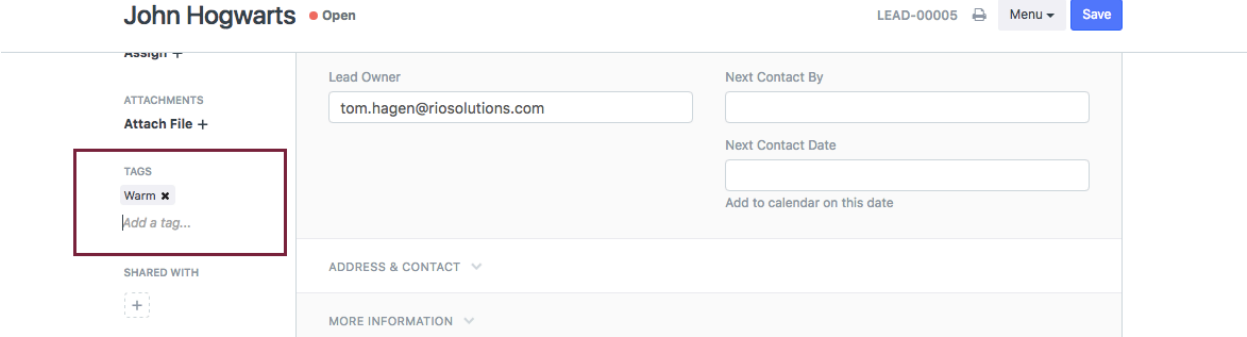 John Hogwarts Open LEAD-00005 Menu Save
Assign +
ATTACHMENTS
Attach File +
TAGS
Warm ✖
Add a tag...
SHARED WITH
+
Lead Owner
tom.hagen@riosolutions.com
Next Contact By
Next Contact Date
Add to calendar on this date
ADDRESS & CONTACT
MORE INFORMATION